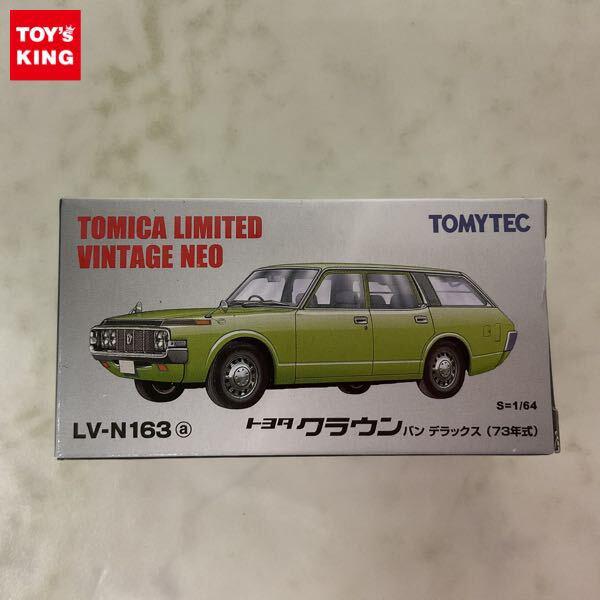 TOY's
KING
TOMICA LIMITED
VINTAGE NEO
TOMYTEC
S=1/64
LV-N163 ⓐ
トヨタ クラウン バン デラックス (73年式)